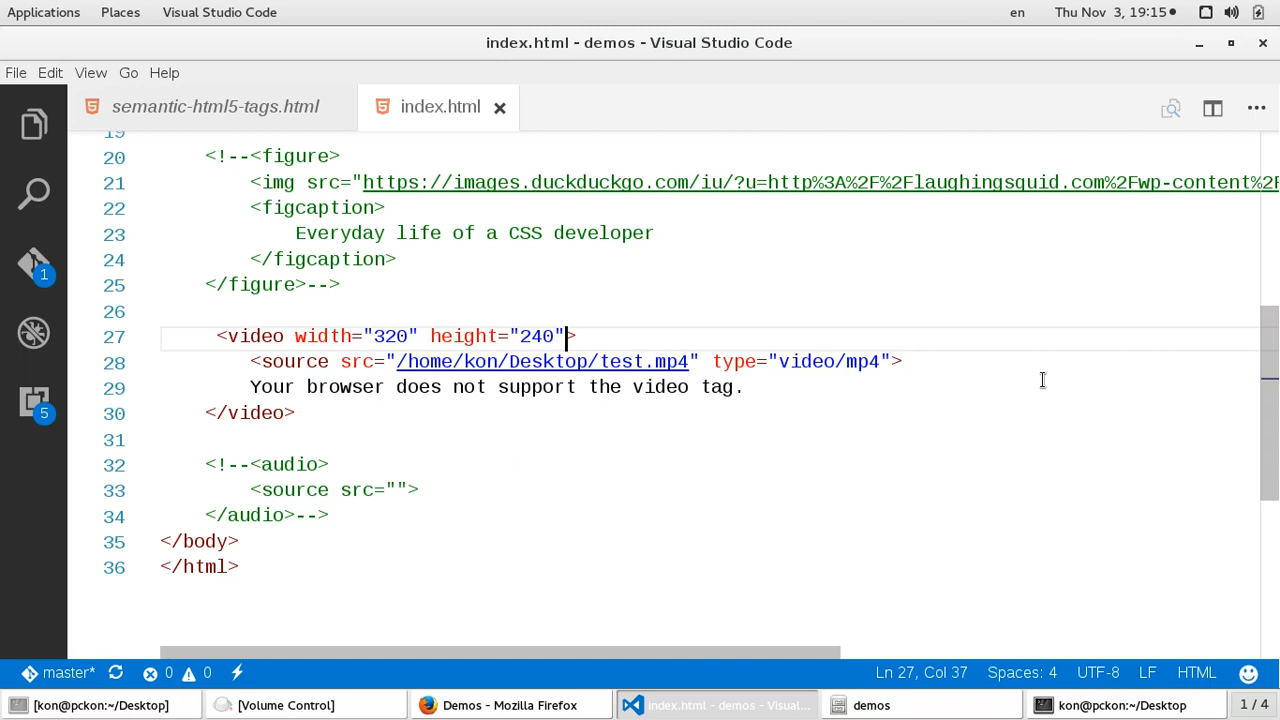 Applications Places Visual Studio Code en Thu Nov 3, 19:15
index.html - demos - Visual Studio Code
File Edit View Go Help
semantic-html5-tags.html index.html
19
20 <!--<figure>
21 <img src="https://images.duckduckgo.com/iu/?u=http%3A%2F%2Flaughingsquid.com%2Fwp-content%2F
22 <figcaption>
23 Everyday life of a CSS developer
24 </figcaption>
25 </figure>-->
26
27 <video width="320" height="240">
28 <source src="/home/kon/Desktop/test.mp4" type="video/mp4">
29 Your browser does not support the video tag.
30 </video>
31
32 <!--<audio>
33 <source src="">
34 </audio>-->
35 </body>
36 </html>
1
5
master* 0 0 Ln 27, Col 37 Spaces: 4 UTF-8 LF HTML
[kon@pckon:~/Desktop] [Volume Control] Demos - Mozilla Firefox index.html - demos - Visual... demos kon@pckon:~/Desktop 1 / 4